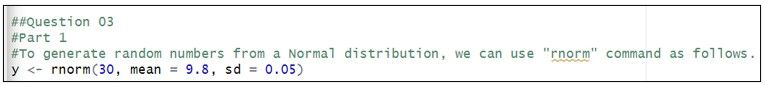 ##Question 03
#Part 1
#To generate random numbers from a Normal distribution, we can use "rnorm" command as follows.
y <- rnorm(30, mean = 9.8, sd = 0.05)